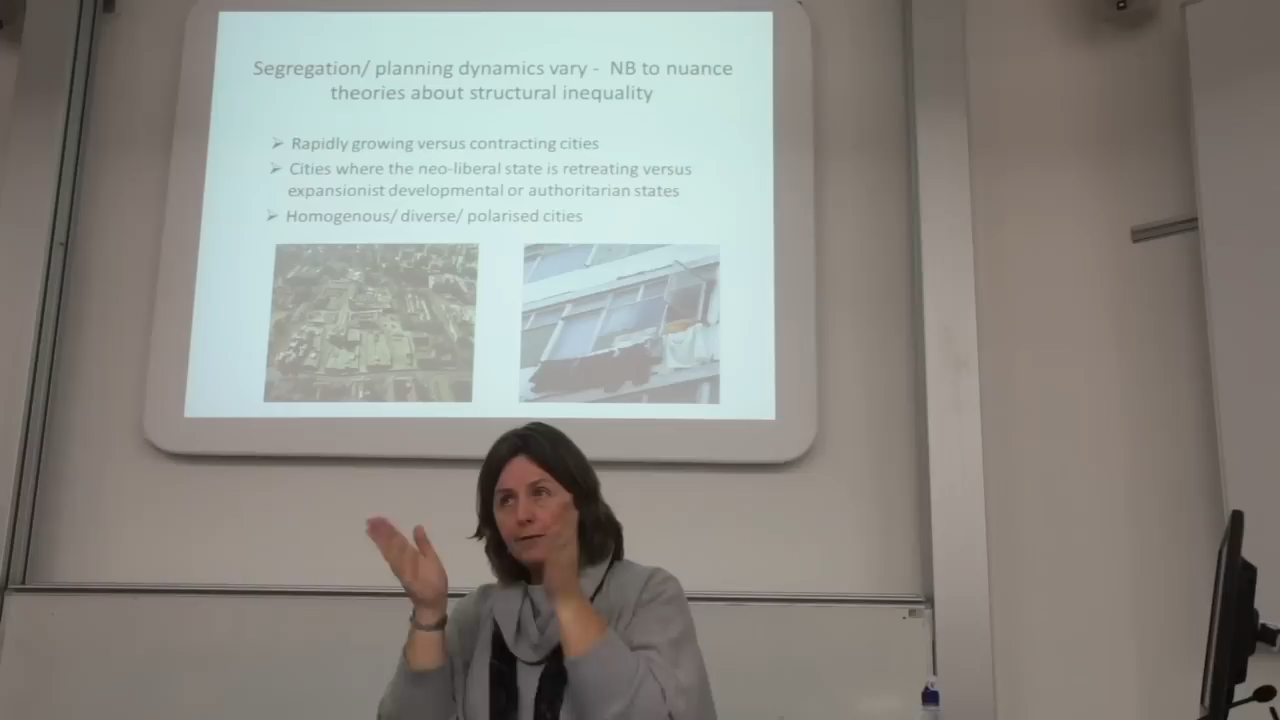 Segregation/ planning dynamics vary - NB to nuance
theories about structural inequality
➢ Rapidly growing versus contracting cities
➢ Cities where the neo-liberal state is retreating versus
expansionist developmental or authoritarian states
➢ Homogenous/ diverse/ polarised cities